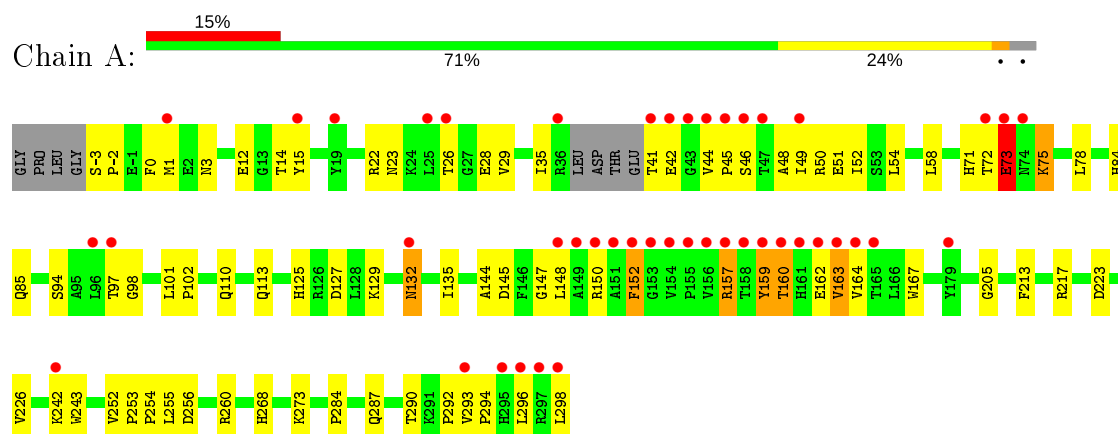 15%
Chain A:
71% 24% • •
GLY PRO LEU GLY S-3 P-2 E-1 F0 M1 E2 N3 E12 G13 T14 Y15 Y19 R22 N23 K24 L25 T26 G27 E28 V29 I35 R36 LEU ASP THR GLU T41 E42 G43 V44 P45 S46 T47 A48 I49 R50 E51 I52 S53 L54 L58 H71 T72 E73 N74 K75 L78 H84
Q85 S94 A95 L96 T97 G98 L101 P102 Q110 Q113 H125 R126 D127 L128 K129 N132 I135 A144 D145 F146 G147 L148 A149 R150 A151 F152 G153 V154 P155 V156 R157 T158 Y159 T160 H161 E162 V163 V164 T165 L166 W167 Y179 G205 F213 R217 D223
V226 K242 W243 V252 P253 P254 L255 D256 R260 H268 K273 P284 Q287 T290 K291 P292 V293 P294 H295 L296 R297 L298